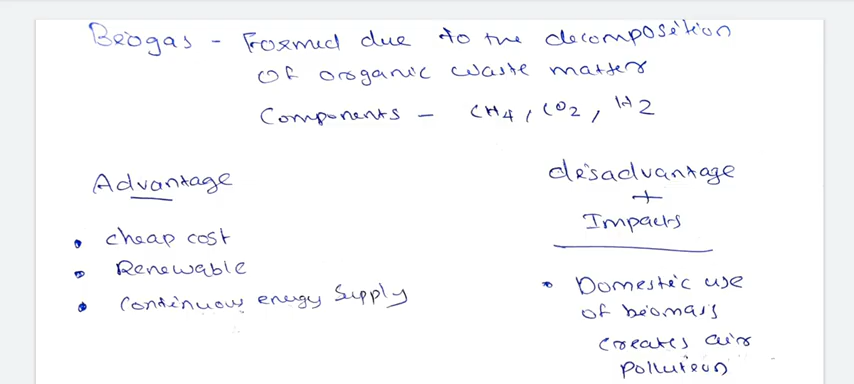 Biogas - Formed due to the decomposition
of organic waste matter
Components - CH4, CO2, H2
Advantage
disadvantage
+
Impacts
• cheap cost
• Renewable
• continuous energy supply
• Domestic use
of biomass
creates air
pollution